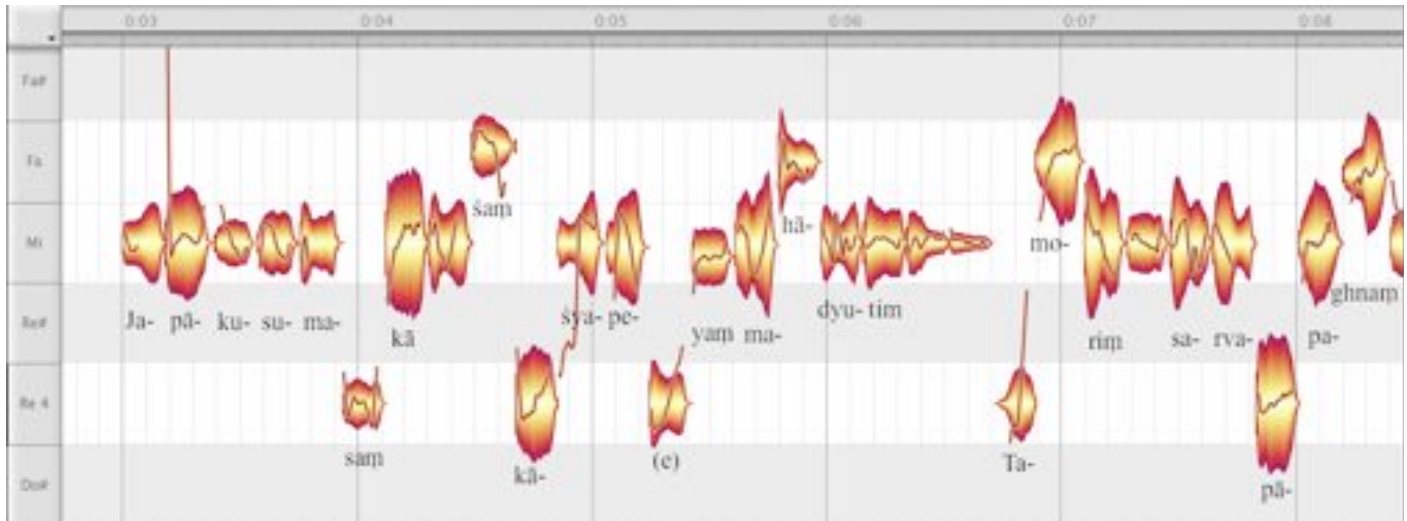 0:03 0:04 0:05 0:06 0:07 0:08
Fa#
Fa
śaṃ hā-
Mi mo-
Re# Ja- pā- ku- su- ma- kā śya- pe- yaṃ ma- dyu- tim riṃ sa- rva- pa- ghnaṃ
Re 4
saṃ kā- (e) Ta- pā-
Do#